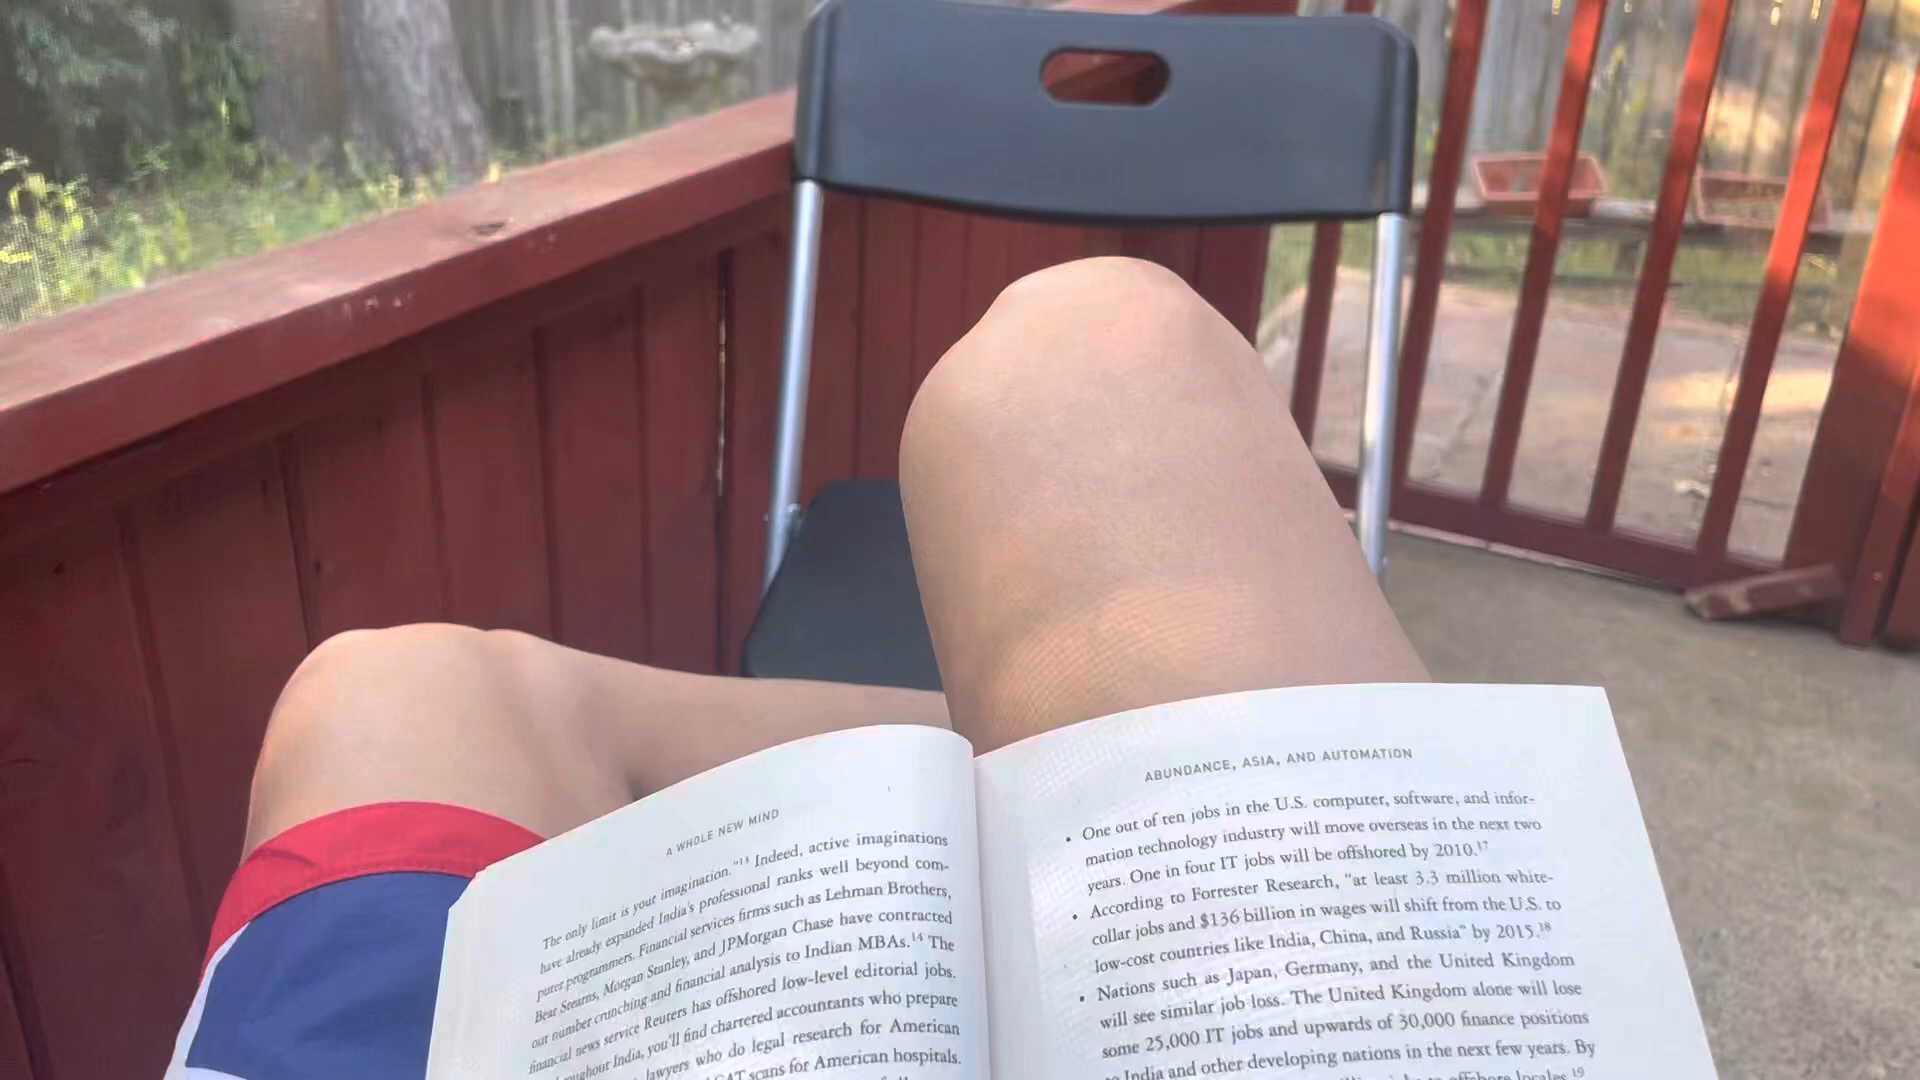 A WHOLE NEW MIND
The only limit is your imagination."13 Indeed, active imaginations
have already expanded India's professional ranks well beyond com-
puter programmers. Financial services firms such as Lehman Brothers,
Bear Stearns, Morgan Stanley, and JPMorgan Chase have contracted
our number crunching and financial analysis to Indian MBAs.14 The
financial news service Reuters has offshored low-level editorial jobs.
India, you'll find chartered accountants who prepare
lawyers who do legal research for American
CAT scans for American hospitals.
ABUNDANCE, ASIA, AND AUTOMATION
• One out of ten jobs in the U.S. computer, software, and infor-
mation technology industry will move overseas in the next two
years. One in four IT jobs will be offshored by 2010.17
• According to Forrester Research, "at least 3.3 million white-
collar jobs and $136 billion in wages will shift from the U.S. to
low-cost countries like India, China, and Russia" by 2015.18
• Nations such as Japan, Germany, and the United Kingdom
will see similar job loss. The United Kingdom alone will lose
some 25,000 IT jobs and upwards of 30,000 finance positions
to India and other developing nations in the next few years. By
to offshore locales.19